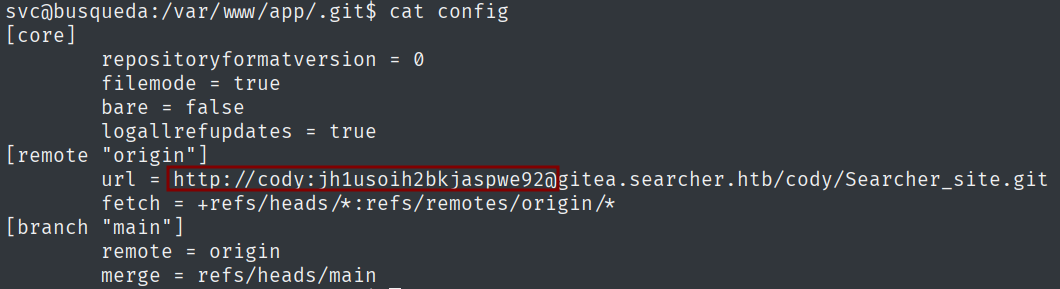 svc@busqueda:/var/www/app/.git$ cat config
[core]
        repositoryformatversion = 0
        filemode = true
        bare = false
        logallrefupdates = true
[remote "origin"]
        url = http://cody:jh1usoih2bkjaspwe92@gitea.searcher.htb/cody/Searcher_site.git
        fetch = +refs/heads/*:refs/remotes/origin/*
[branch "main"]
        remote = origin
        merge = refs/heads/main